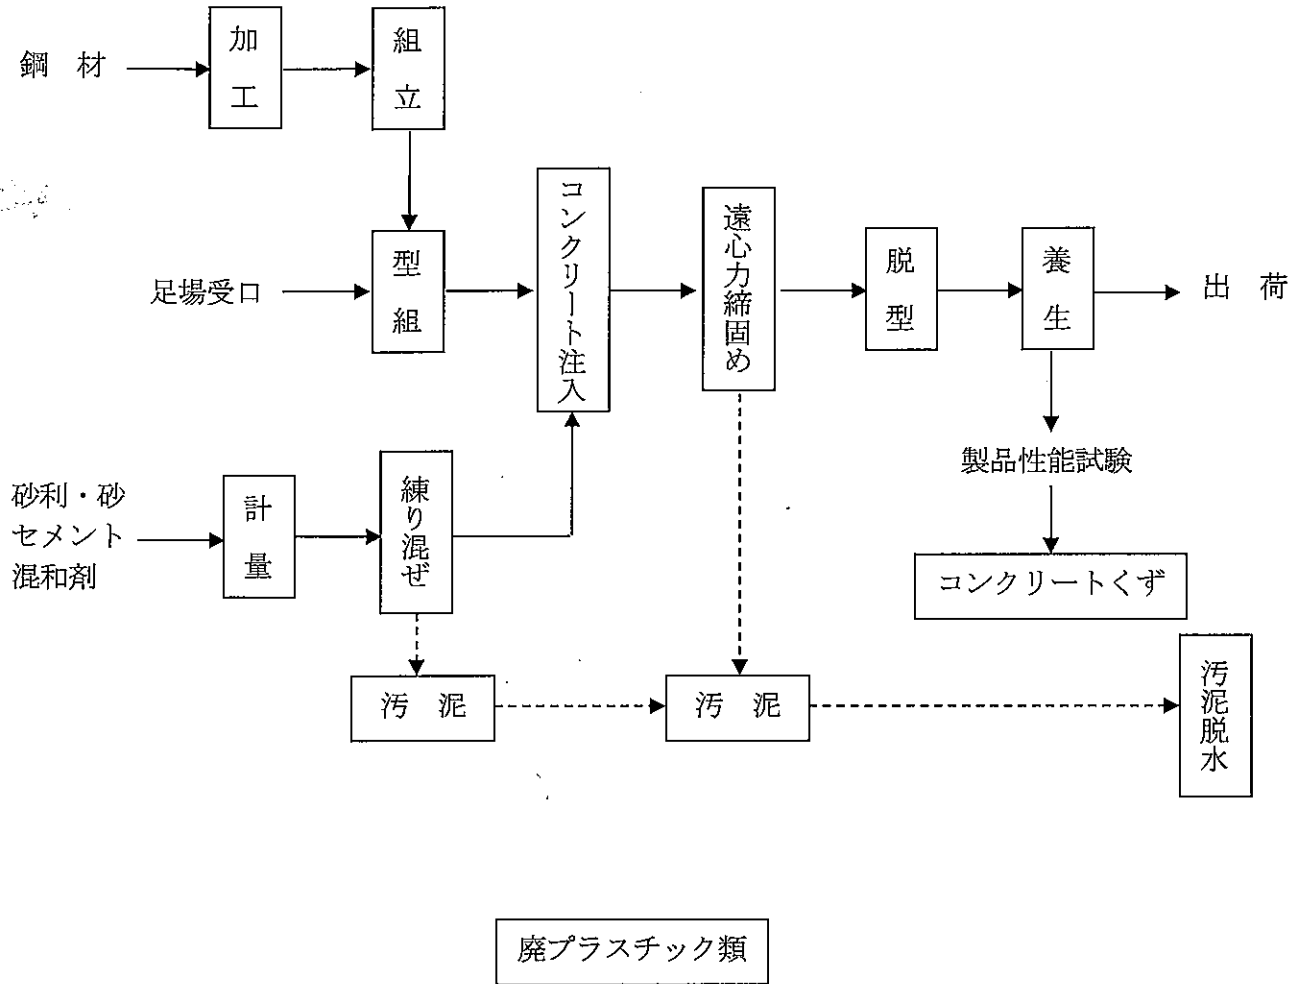 鋼　材
加工
組立
足場受口
型組
コンクリート注入
遠心力締固め
脱型
養生
出　荷
製品性能試験
コンクリートくず
砂利・砂
セメント
混和剤
計量
練り混ぜ
汚　泥
汚　泥
汚泥脱水
廃プラスチック類